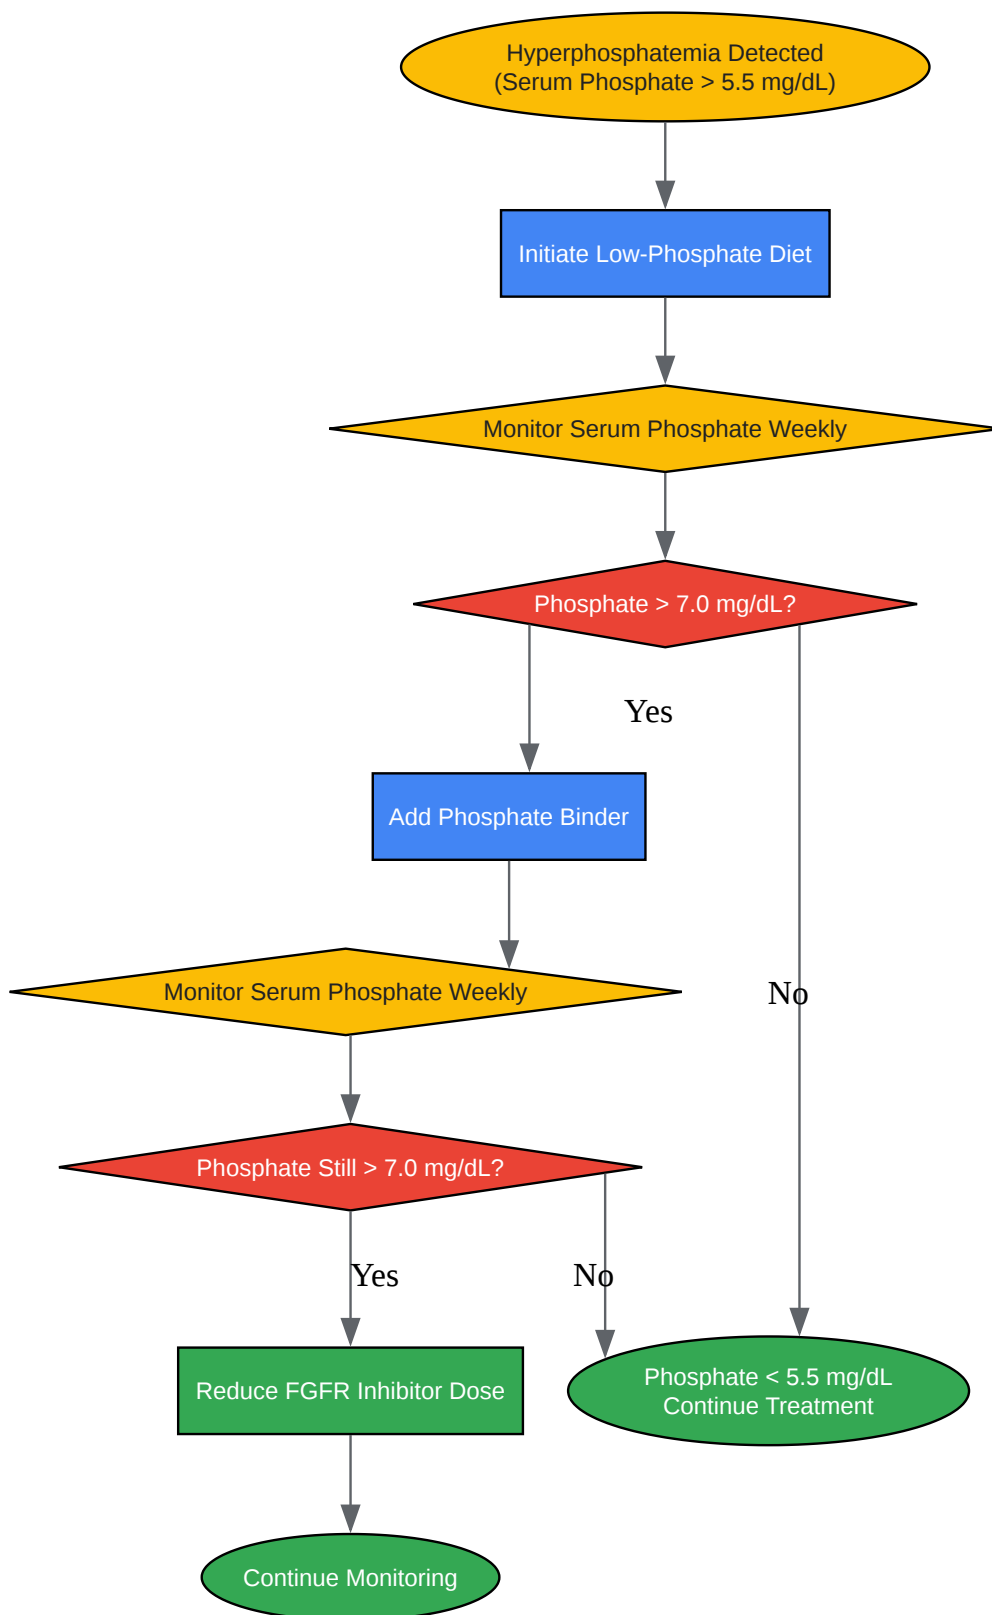 Hyperphosphatemia Detected
(Serum Phosphate > 5.5 mg/dL)
Initiate Low-Phosphate Diet
Monitor Serum Phosphate Weekly
Phosphate > 7.0 mg/dL?
Yes
Add Phosphate Binder
Monitor Serum Phosphate Weekly
No
Phosphate Still > 7.0 mg/dL?
Yes
No
Reduce FGFR Inhibitor Dose
Phosphate < 5.5 mg/dL
Continue Treatment
Continue Monitoring